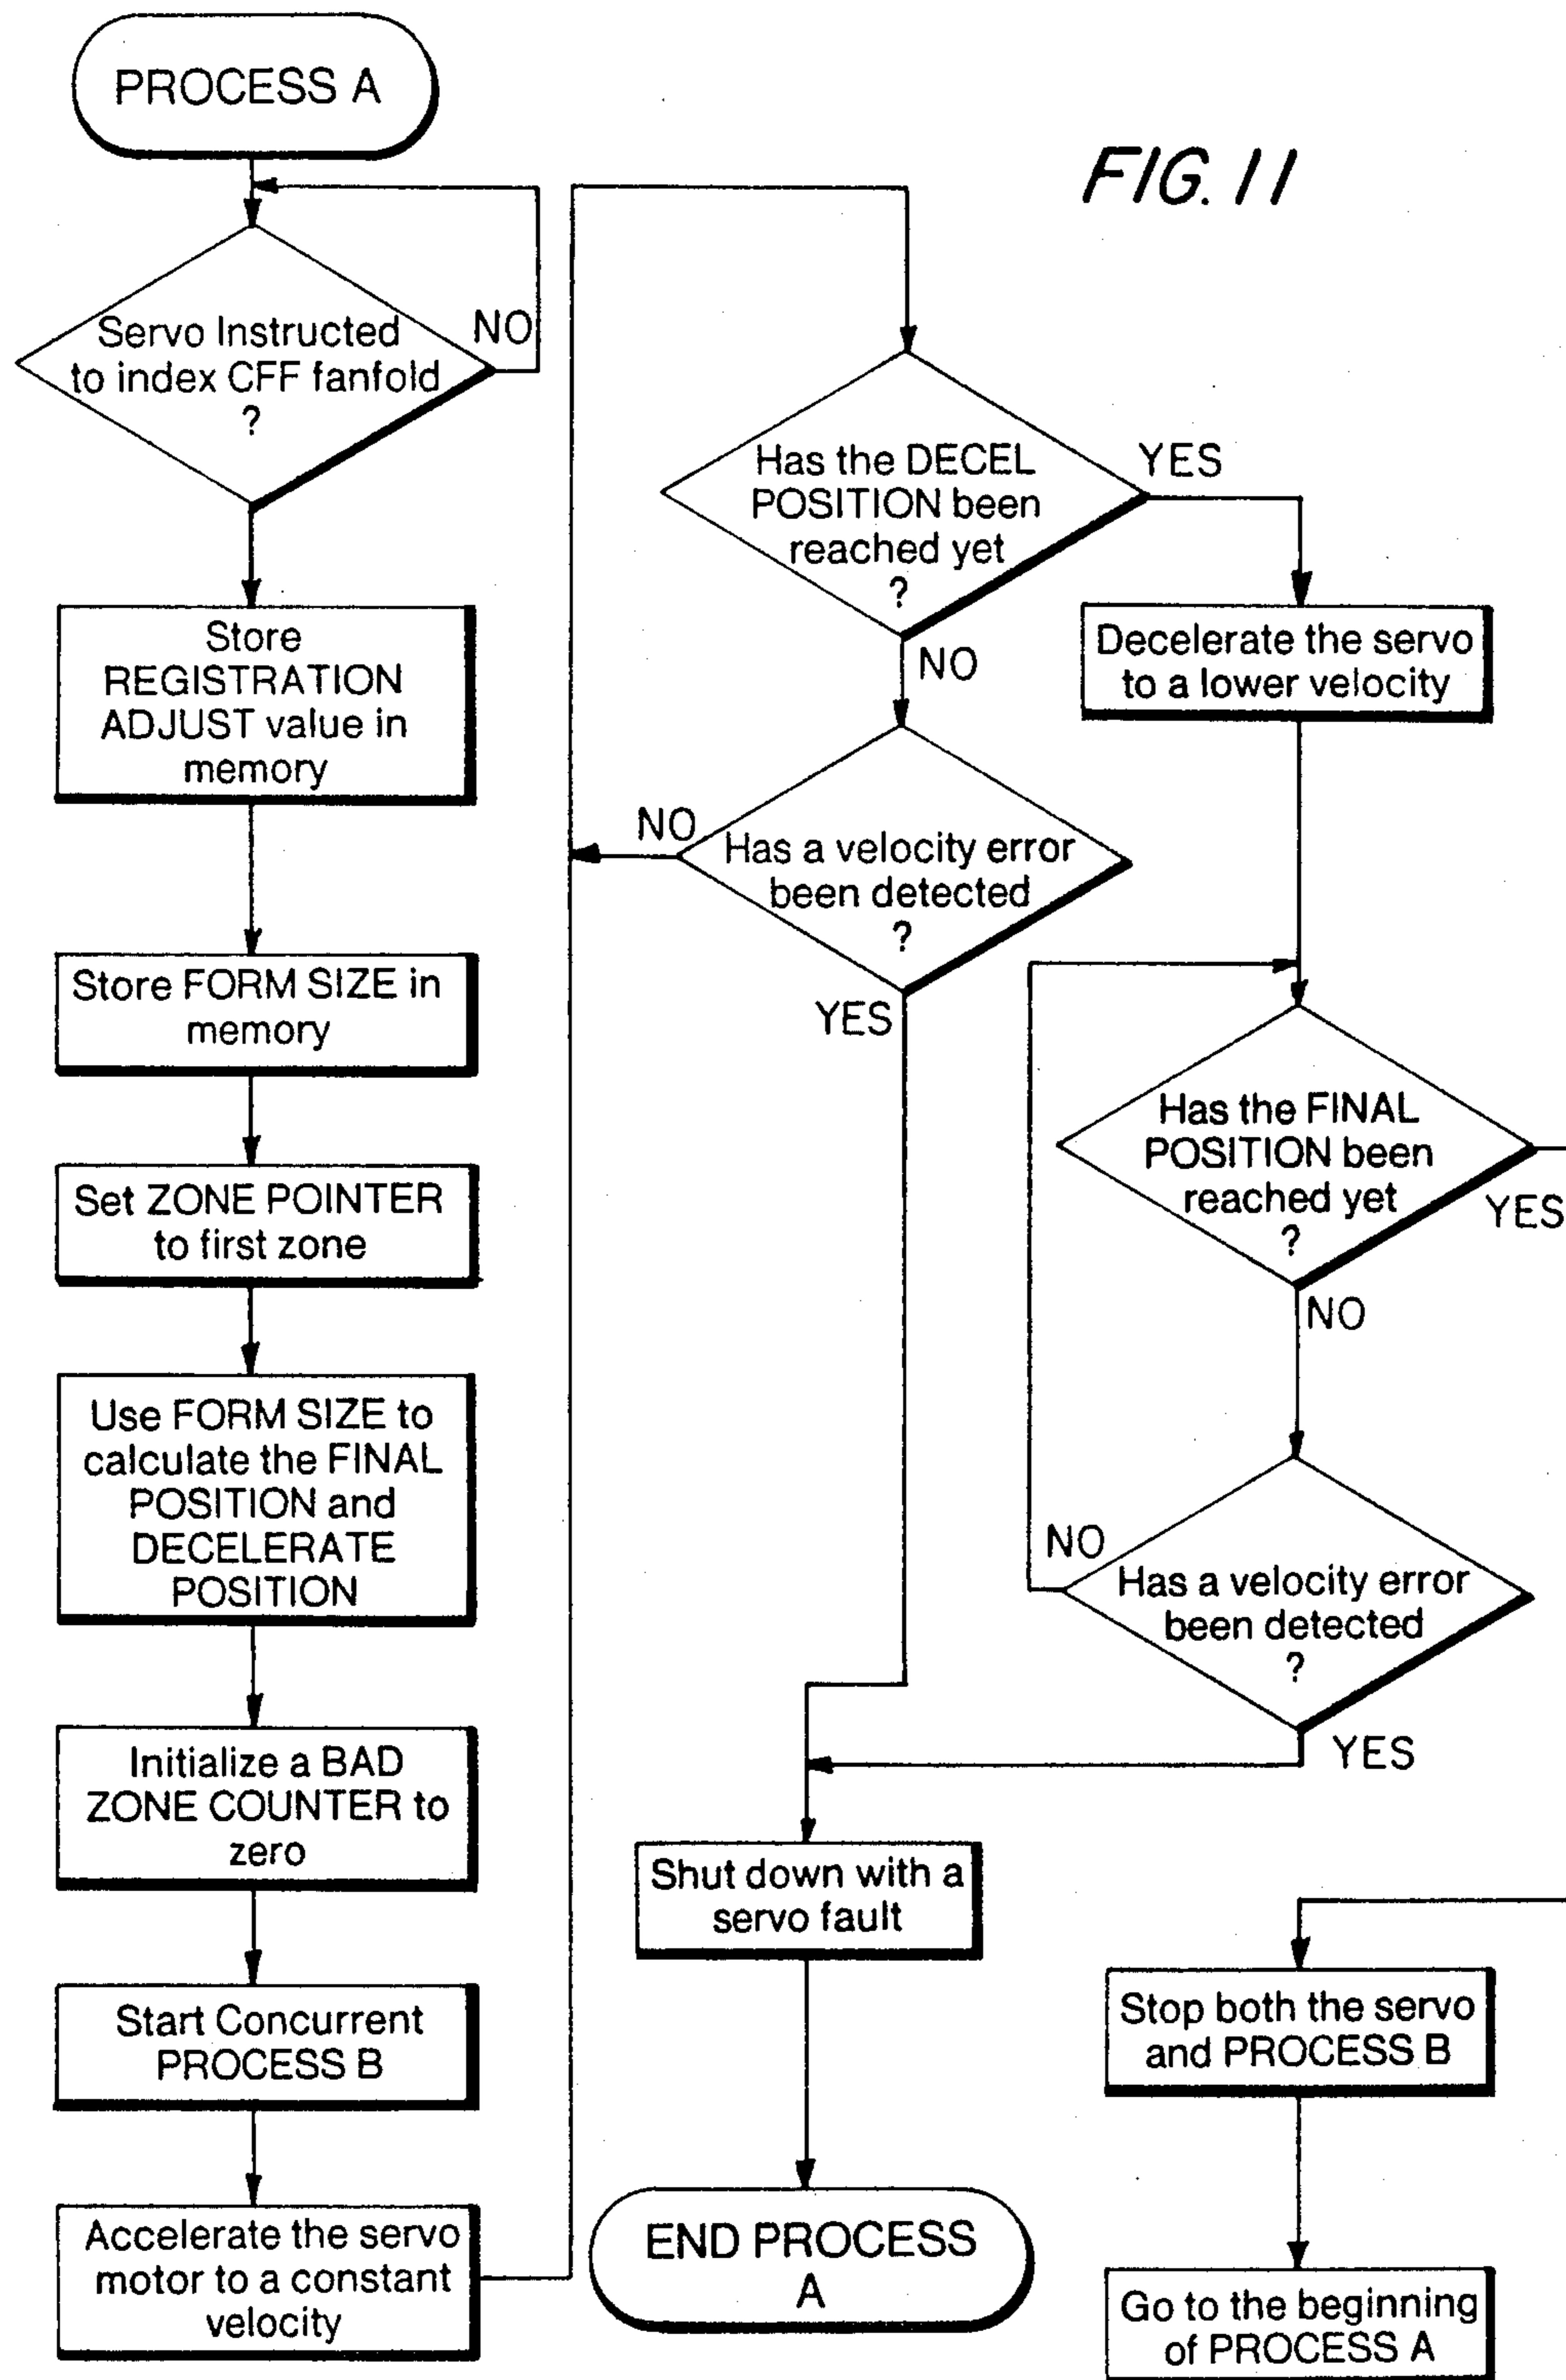 PROCESS A
FIG. 11
Servo Instructed
to index CFF fanfold
?
NO
Store
REGISTRATION
ADJUST value in
memory
Store FORM SIZE in
memory
Set ZONE POINTER
to first zone
Use FORM SIZE to
calculate the FINAL
POSITION and
DECELERATE
POSITION
Initialize a BAD
ZONE COUNTER to
zero
Start Concurrent
PROCESS B
Accelerate the servo
motor to a constant
velocity
Has the DECEL
POSITION been
reached yet
?
YES
NO
Has a velocity error
been detected
?
NO
YES
Decelerate the servo
to a lower velocity
Has the FINAL
POSITION been
reached yet
?
YES
NO
Has a velocity error
been detected
?
NO
YES
Shut down with a
servo fault
END PROCESS
A
Stop both the servo
and PROCESS B
Go to the beginning
of PROCESS A